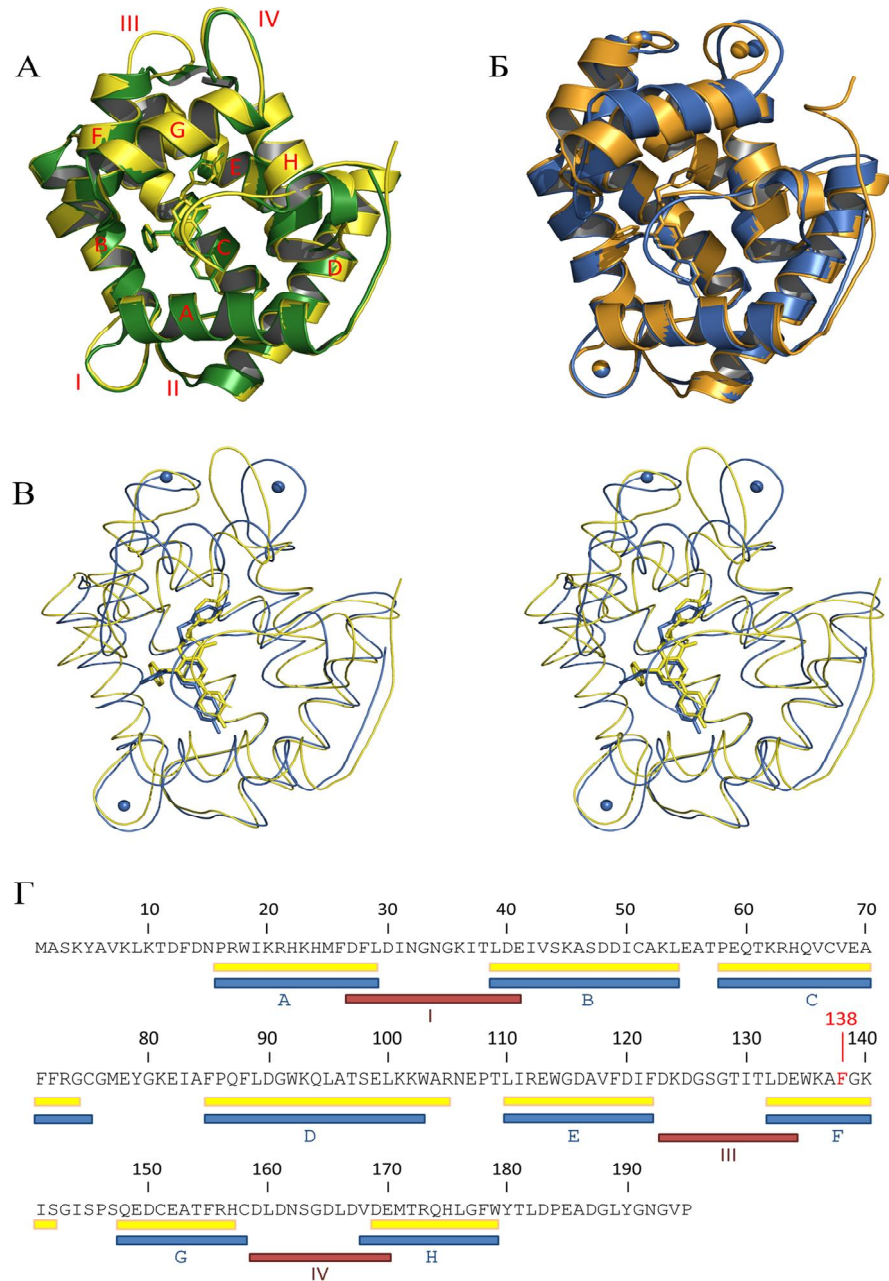 III IV
А Б
F G
E H
B C D
A
I II
В
Г
10 20 30 40 50 60 70
MASKYAVKLKTDFDNPRWIKRHKHMFDFLDINGNGKITLDEIVSKASDDICAKLEATPEQTKRHQVCVEA
A B C
I
138
80 90 100 110 120 130 140
FFRGCGMEYGKEIAFPQFLDGWKQLATSELKKWARNEPTLIREWGDAVFDIFDKDGSGTITLDEWKAFGK
D E F
III
150 160 170 180 190
ISGISPSQEDCEATFRHCDLDNSGDLDVDEMTRQHLGFWYTLDPEADGLYGNGVP
G H
IV